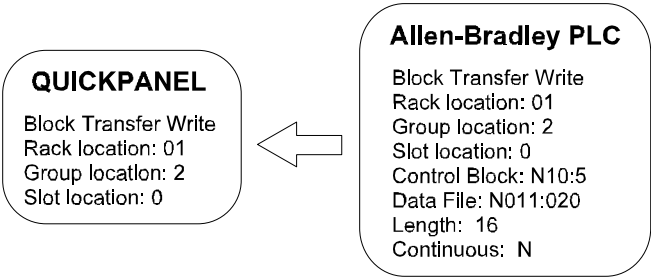 QUICKPANEL
Block Transfer Write
Rack location: 01
Group location: 2
Slot location: 0
Allen-Bradley PLC
Block Transfer Write
Rack location: 01
Group location: 2
Slot location: 0
Control Block: N10:5
Data File: N011:020
Length: 16
Continuous: N